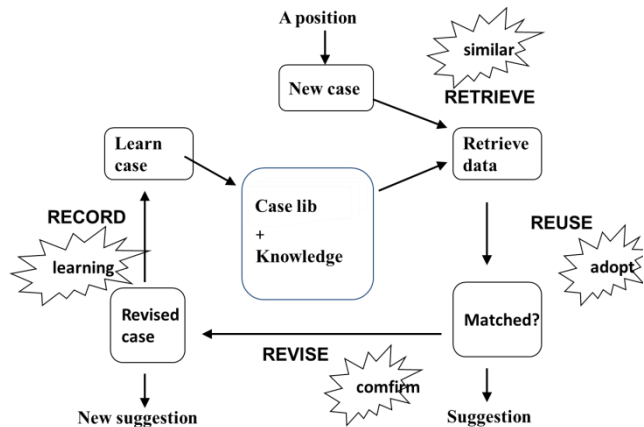 A position
similar
New case
RETRIEVE
Learn
case
Retrieve
data
Case lib
+
Knowledge
RECORD
REUSE
learning
adopt
Revised
case
Matched?
REVISE
comfirm
New suggestion
Suggestion